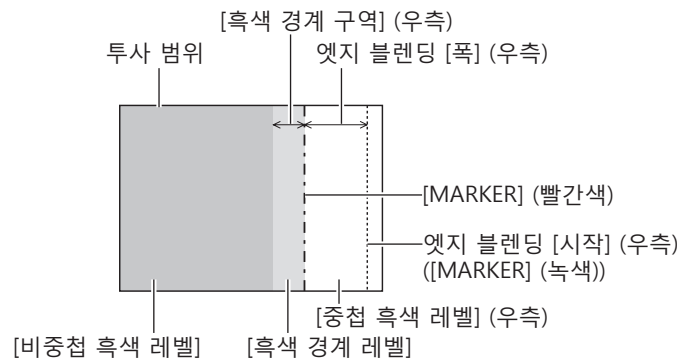 [흑색 경계 구역] (우측)
투사 범위
엣지 블렌딩 [폭] (우측)
[MARKER] (빨간색)
엣지 블렌딩 [시작] (우측)
([MARKER] (녹색))
[중첩 흑색 레벨] (우측)
[비중첩 흑색 레벨]
[흑색 경계 레벨]